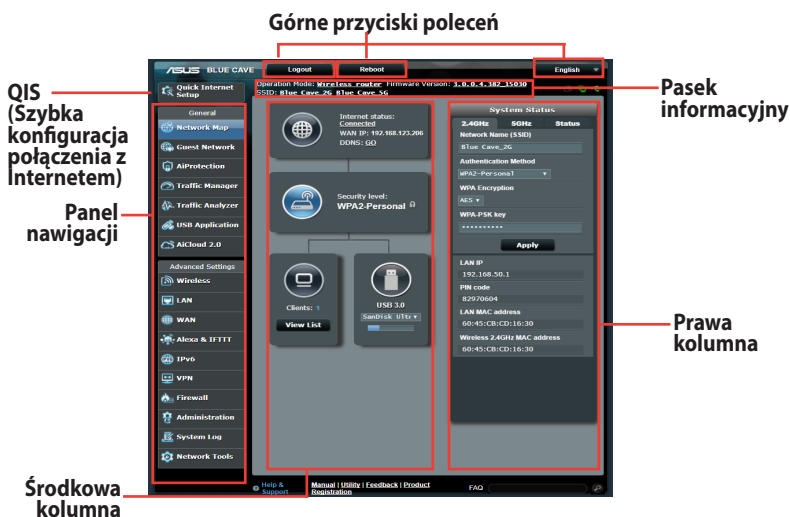 Górne przyciski poleceń
ASUS BLUE CAVE
Logout
Reboot
English
QIS
(Szybka
konfiguracja
połączenia z
Internetem)
Panel
nawigacji
Środkowa
kolumna
Pasek
informacyjny
Prawa
kolumna
Quick Internet
Setup
Operation Mode: Wireless router Firmware Version: 3.0.0.4.382_15030
SSID: Blue Cave_2G Blue Cave_5G
General
Network Map
Guest Network
AiProtection
Traffic Manager
Traffic Analyzer
USB Application
AiCloud 2.0
Advanced Settings
Wireless
LAN
WAN
Alexa & IFTTT
IPv6
VPN
Firewall
Administration
System Log
Network Tools
Internet status:
Connected
WAN IP: 192.168.123.206
DDNS: GO
Security level:
WPA2-Personal
Clients: 1
View List
USB 3.0
SanDisk Ultr
System Status
2.4GHz 5GHz Status
Network Name (SSID)
Blue Cave_2G
Authentication Method
WPA2-Personal
WPA Encryption
AES
WPA-PSK key
••••••••••
Apply
LAN IP
192.168.50.1
PIN code
82970604
LAN MAC address
60:45:CB:CD:16:30
Wireless 2.4GHz MAC address
60:45:CB:CD:16:30
Help &
Support
Manual | Utility | Feedback | Product
Registration
FAQ